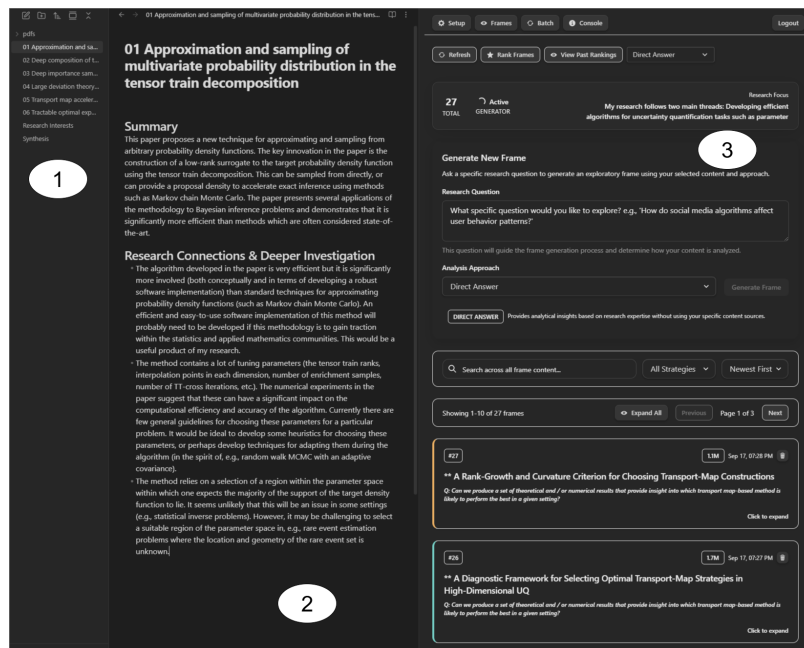 pdfs
01 Approximation and sa...
02 Deep composition of t...
03 Deep importance sam...
04 Large deviation theory...
05 Transport map acceler...
06 Tractable optimal exp...
Research Interests
Synthesis
1
01 Approximation and sampling of multivariate probability distribution in the tens...
01 Approximation and sampling of
multivariate probability distribution in the
tensor train decomposition
Summary
This paper proposes a new technique for approximating and sampling from
arbitrary probability density functions. The key innovation in the paper is the
construction of a low-rank surrogate to the target probability density function
using the tensor train decomposition. This can be sampled from directly, or
can provide a proposal density to accelerate exact inference using methods
such as Markov chain Monte Carlo. The paper presents several applications of
the methodology to Bayesian inference problems and demonstrates that it is
significantly more efficient than methods which are often considered state-of-
the-art.
Research Connections & Deeper Investigation
• The algorithm developed in the paper is very efficient but it is significantly
more involved (both conceptually and in terms of developing a robust
software implementation) than standard techniques for approximating
probability density functions (such as Markov chain Monte Carlo). An
efficient and easy-to-use software implementation of this method will
probably need to be developed if this methodology is to gain traction
within the statistics and applied mathematics communities. This would be a
useful product of my research.
• The method contains a lot of tuning parameters (the tensor train ranks,
interpolation points in each dimension, number of enrichment samples,
number of TT-cross iterations, etc.). The numerical experiments in the
paper suggest that these can have a significant impact on the
computational efficiency and accuracy of the algorithm. Currently there are
few general guidelines for choosing these parameters for a particular
problem. It would be ideal to develop some heuristics for choosing these
parameters, or perhaps develop techniques for adapting them during the
algorithm (in the spirit of, e.g., random walk MCMC with an adaptive
covariance).
• The method relies on a selection of a region within the parameter space
within which one expects the majority of the support of the target density
function to lie. It seems unlikely that this will be an issue in some settings
(e.g., statistical inverse problems). However, it may be challenging to select
a suitable region of the parameter space in, e.g., rare event estimation
problems where the location and geometry of the rare event set is
unknown.
2
Setup Frames Batch Console Logout
Refresh Rank Frames View Past Rankings Direct Answer
27 Active
TOTAL GENERATOR
Research Focus
My research follows two main threads: Developing efficient
algorithms for uncertainty quantification tasks such as parameter
3
Generate New Frame
Ask a specific research question to generate an exploratory frame using your selected content and approach.
Research Question
What specific question would you like to explore? e.g., 'How do social media algorithms affect
user behavior patterns?'
This question will guide the frame generation process and determine how your content is analyzed.
Analysis Approach
Direct Answer Generate Frame
DIRECT ANSWER Provides analytical insights based on research expertise without using your specific content sources.
Search across all frame content... All Strategies Newest First
Showing 1-10 of 27 frames Expand All Previous Page 1 of 3 Next
#27 1.1M Sep 17, 07:28 PM
** A Rank-Growth and Curvature Criterion for Choosing Transport-Map Constructions
Q: Can we produce a set of theoretical and / or numerical results that provide insight into which transport map-based method is
likely to perform the best in a given setting?
Click to expand
#26 1.7M Sep 17, 07:27 PM
** A Diagnostic Framework for Selecting Optimal Transport-Map Strategies in
High-Dimensional UQ
Q: Can we produce a set of theoretical and / or numerical results that provide insight into which transport map-based method is
likely to perform the best in a given setting?
Click to expand